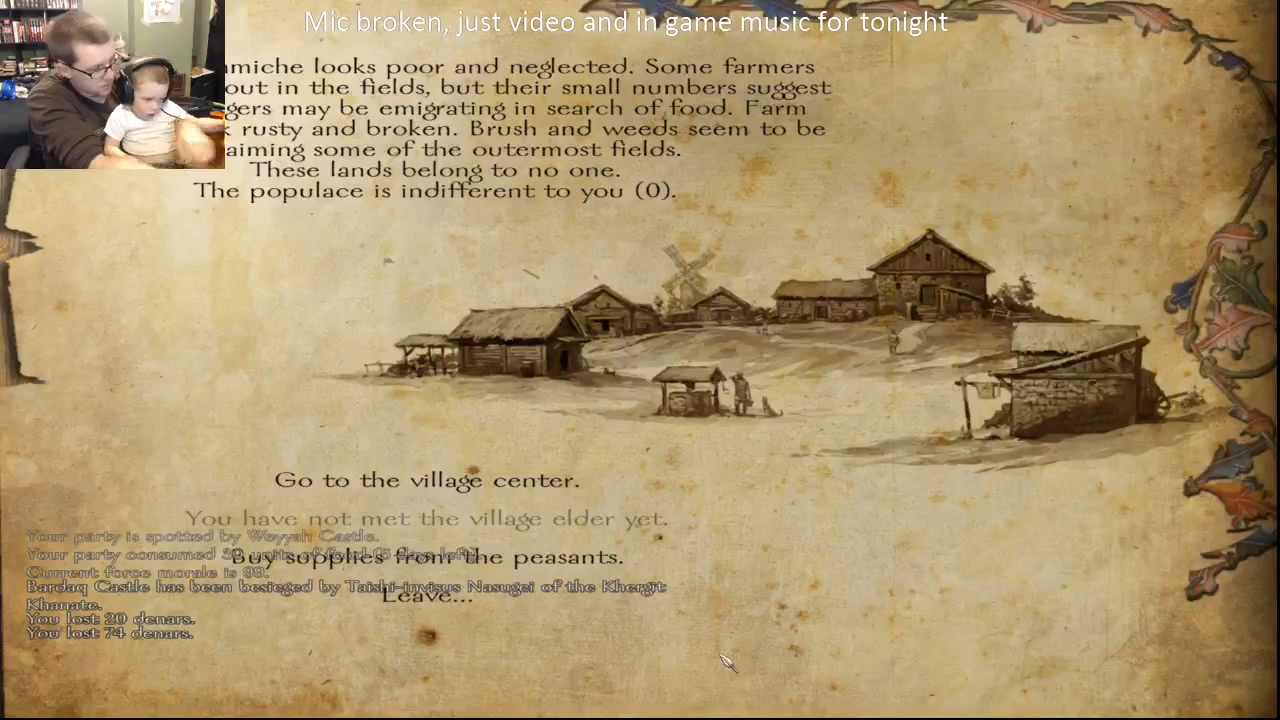 Mic broken, just video and in game music for tonight
miche looks poor and neglected. Some farmers
out in the fields, but their small numbers suggest
gers may be emigrating in search of food. Farm
rusty and broken. Brush and weeds seem to be
aiming some of the outermost fields.
These lands belong to no one.
The populace is indifferent to you (0).
Go to the village center.
You have not met the village elder yet.
Your party is spotted by Weyyah Castle.
Your party consumed
Buy supplies from the peasants.
Current force morale is 99.
Bardaq Castle has been besieged by Taishi-invisus Nasugei of the Khergit
Leave...
Khanate.
You lost 20 denars.
You lost 74 denars.